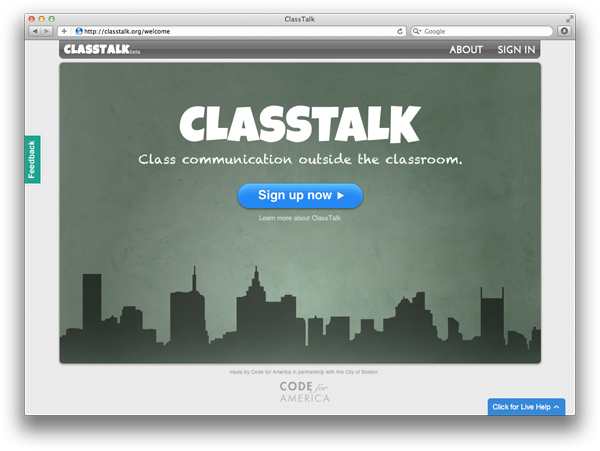 ClassTalk
http://classtalk.org/welcome
Google
CLASSTALK beta
ABOUT
SIGN IN
Feedback
CLASSTALK
Class communication outside the classroom.
Sign up now
Learn more about ClassTalk
made by Code for America in partnership with the City of Boston
CODE for
AMERICA
Click for Live Help